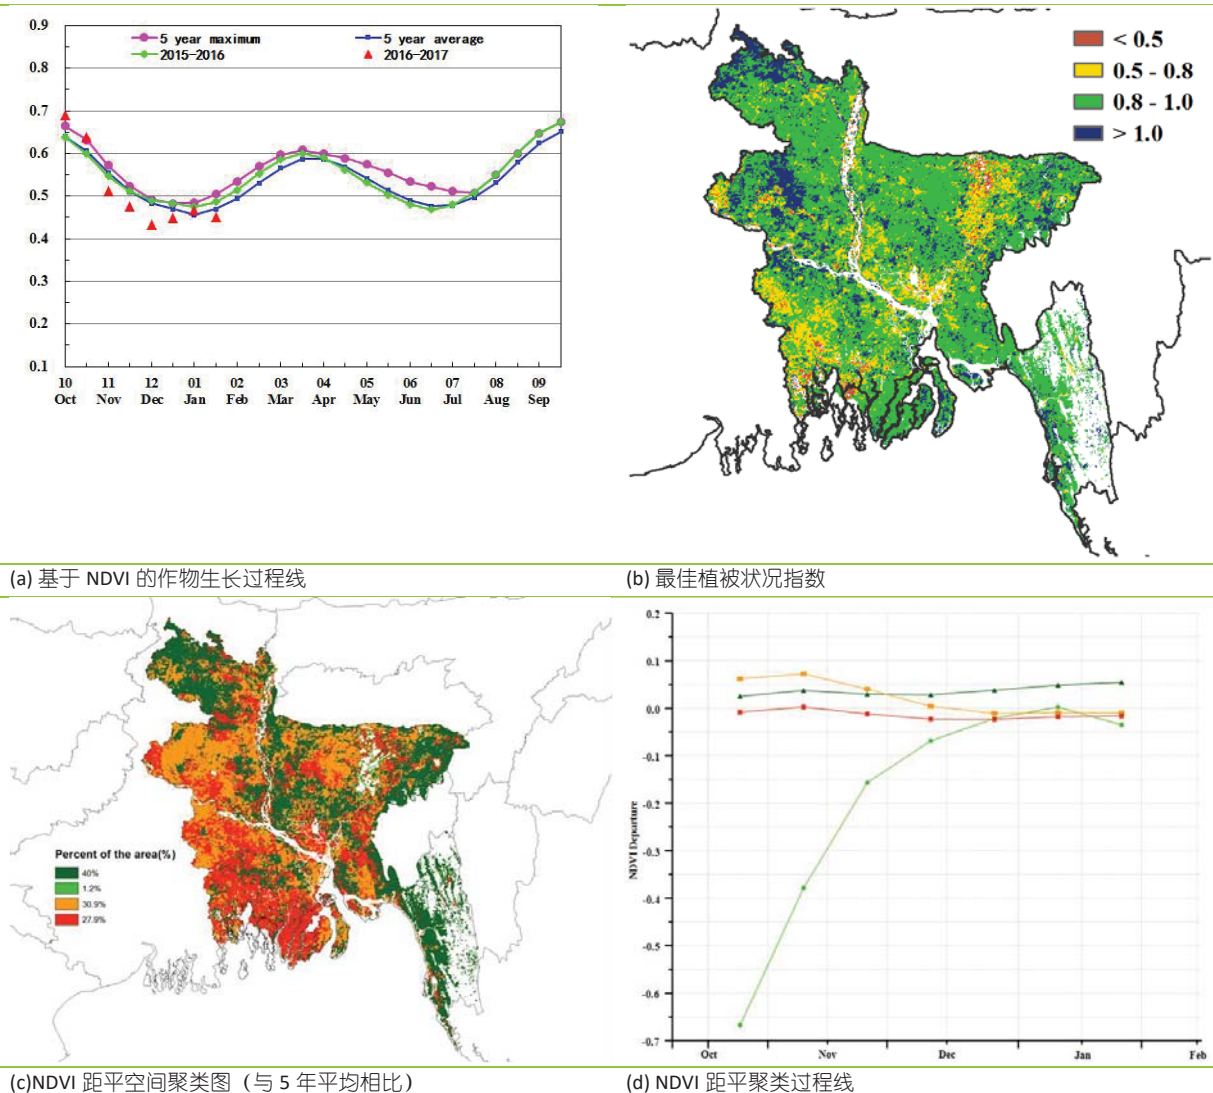 0.9
0.8
0.7
0.6
0.5
0.4
0.3
0.2
0.1
5 year maximum
5 year average
2015-2016
2016-2017
10 11 12 01 02 03 04 05 06 07 08 09
Oct Nov Dec Jan Feb Mar Apr May Jun Jul Aug Sep
< 0.5
0.5 - 0.8
0.8 - 1.0
> 1.0
(a) 基于 NDVI 的作物生长过程线
(b) 最佳植被状况指数
Percent of the area(%)
40%
1.2%
30.9%
27.9%
0.2
0.1
0.0
-0.1
-0.2
-0.3
-0.4
-0.5
-0.6
-0.7
NDVI Departure
Oct Nov Dec Jan Feb
(c)NDVI 距平空间聚类图（与 5 年平均相比）
(d) NDVI 距平聚类过程线